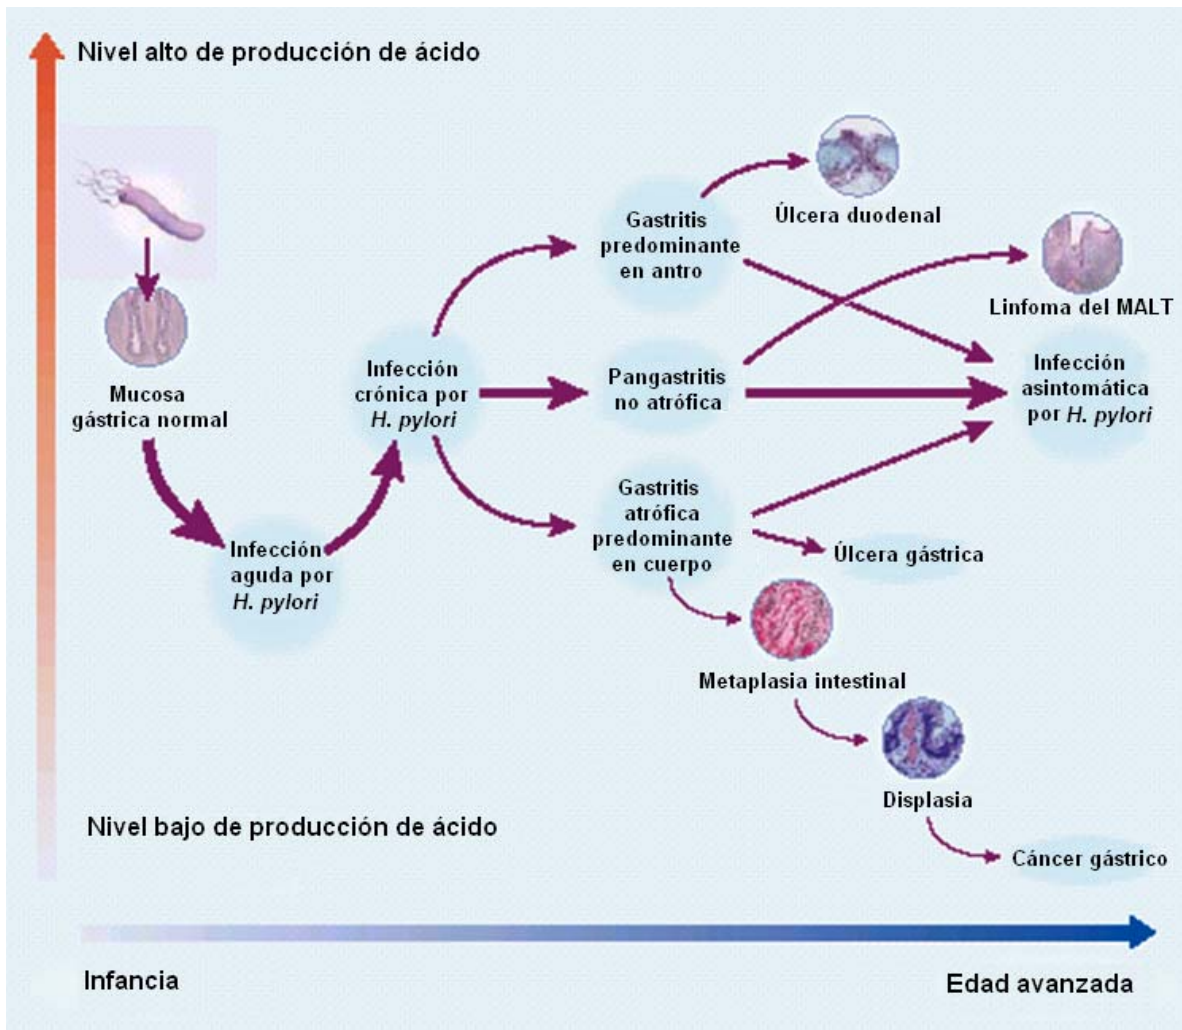 Nivel alto de producción de ácido
Mucosa
gástrica normal
Infección
aguda por
H. pylori
Infección
crónica por
H. pylori
Gastritis
predominante
en antro
Úlcera duodenal
Pangastritis
no atrófica
Linfoma del MALT
Infección
asintomática
por H. pylori
Gastritis
atrófica
predominante
en cuerpo
Úlcera gástrica
Metaplasia intestinal
Displasia
Cáncer gástrico
Nivel bajo de producción de ácido
Infancia
Edad avanzada